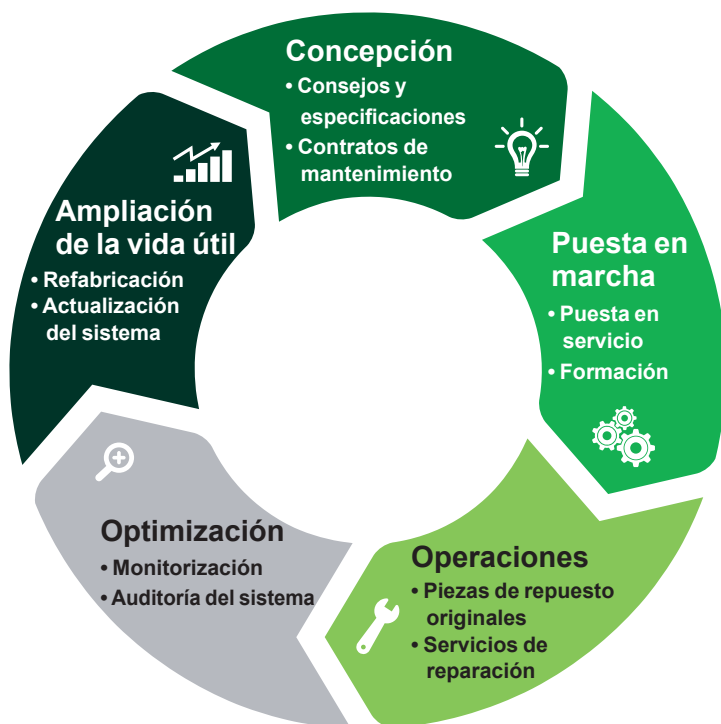 Concepción
• Consejos y
especificaciones
• Contratos de
mantenimiento
Puesta en
marcha
• Puesta en
servicio
• Formación
Operaciones
• Piezas de repuesto
originales
• Servicios de
reparación
Optimización
• Monitorización
• Auditoría del sistema
Ampliación
de la vida útil
• Refabricación
• Actualización
del sistema